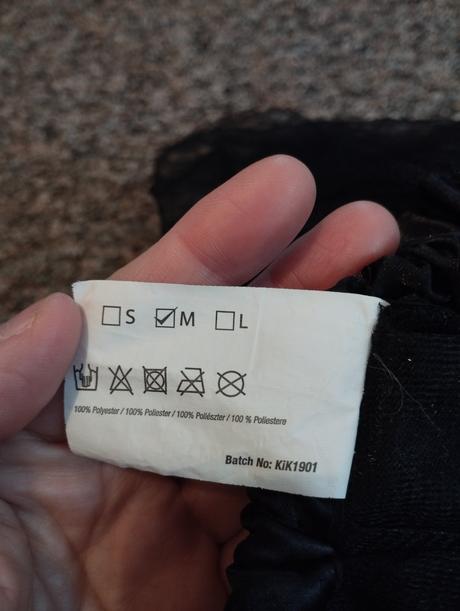 S M L
100% Polyester / 100% Poliester / 100% Poliészter / 100 % Poliestere
Batch No: KiK1901